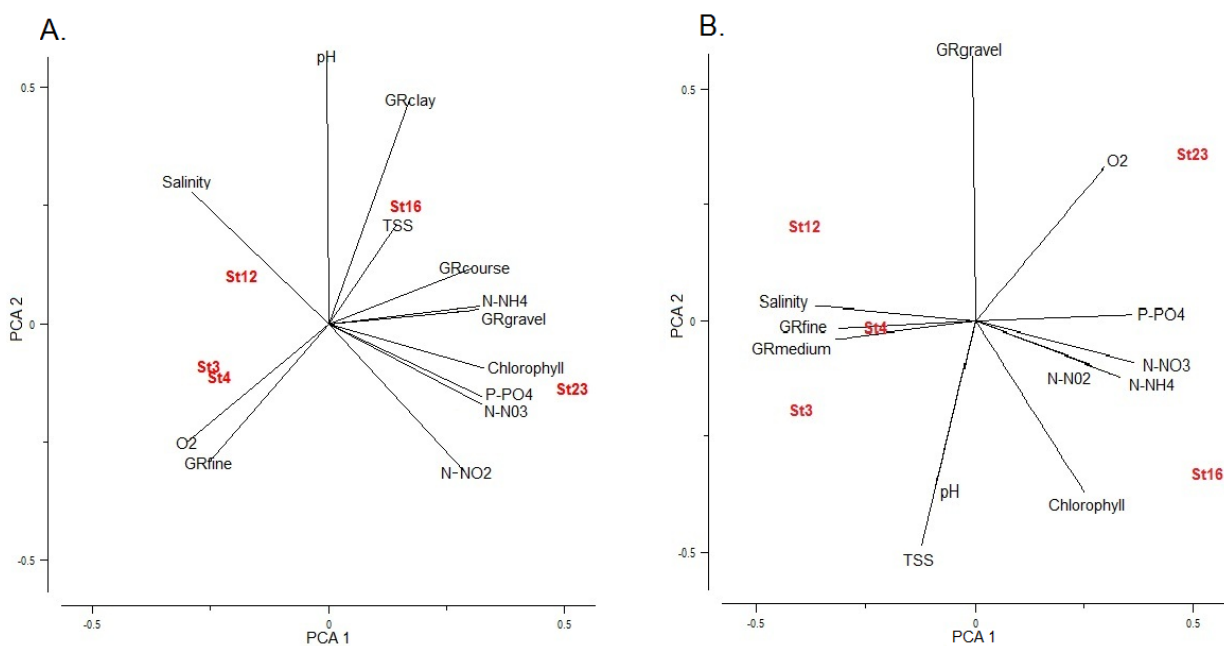 A.
pH
0.5
GRclay
Salinity
St16
TSS
St12
GRcourse
N-NH4
GRgravel
PCA 2
0
St3
St4
Chlorophyll
P-PO4
St23
N-N03
O2
GRfine
N-NO2
-0.5
-0.5
0
0.5
PCA 1
B.
GRgravel
0.5
O2
St23
St12
Salinity
P-PO4
PCA 2
0
GRfine
St4
GRmedium
N-NO3
N-N02
N-NH4
St3
St16
pH
Chlorophyll
-0.5
TSS
-0.5
0
0.5
PCA 1